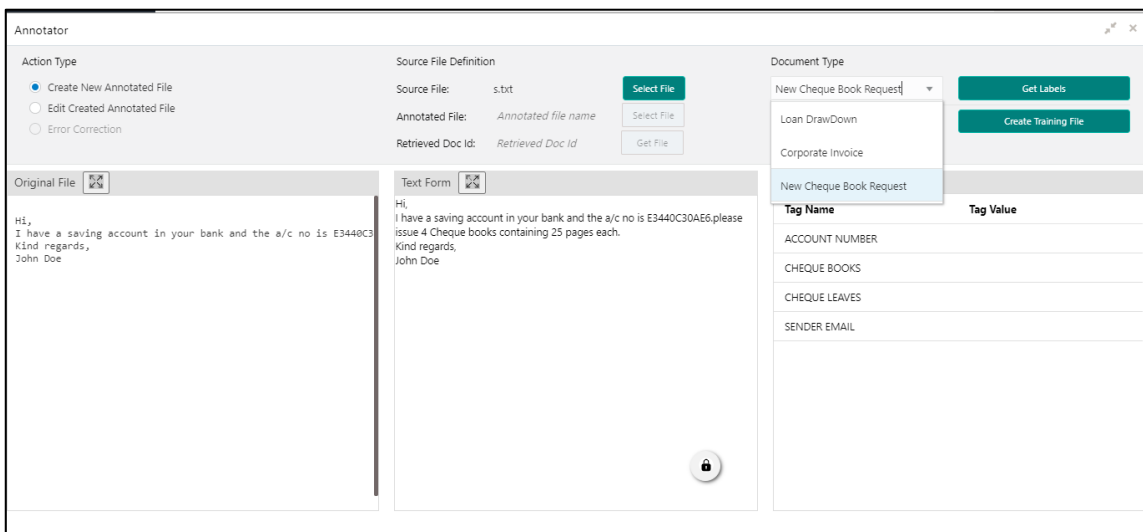 Annotator
Action Type
Create New Annotated File
Edit Created Annotated File
Error Correction
Source File Definition
Source File: s.txt Select File
Annotated File: Annotated file name Select File
Retrieved Doc Id: Retrieved Doc Id Get File
Document Type
New Cheque Book Request
Loan DrawDown
Corporate Invoice
New Cheque Book Request
Get Labels
Create Training File
Original File
Hi,
I have a saving account in your bank and the a/c no is E3440C3
Kind regards,
John Doe
Text Form
Hi,
I have a saving account in your bank and the a/c no is E3440C30AE6.please
issue 4 Cheque books containing 25 pages each.
Kind regards,
John Doe
Tag Name Tag Value
ACCOUNT NUMBER
CHEQUE BOOKS
CHEQUE LEAVES
SENDER EMAIL